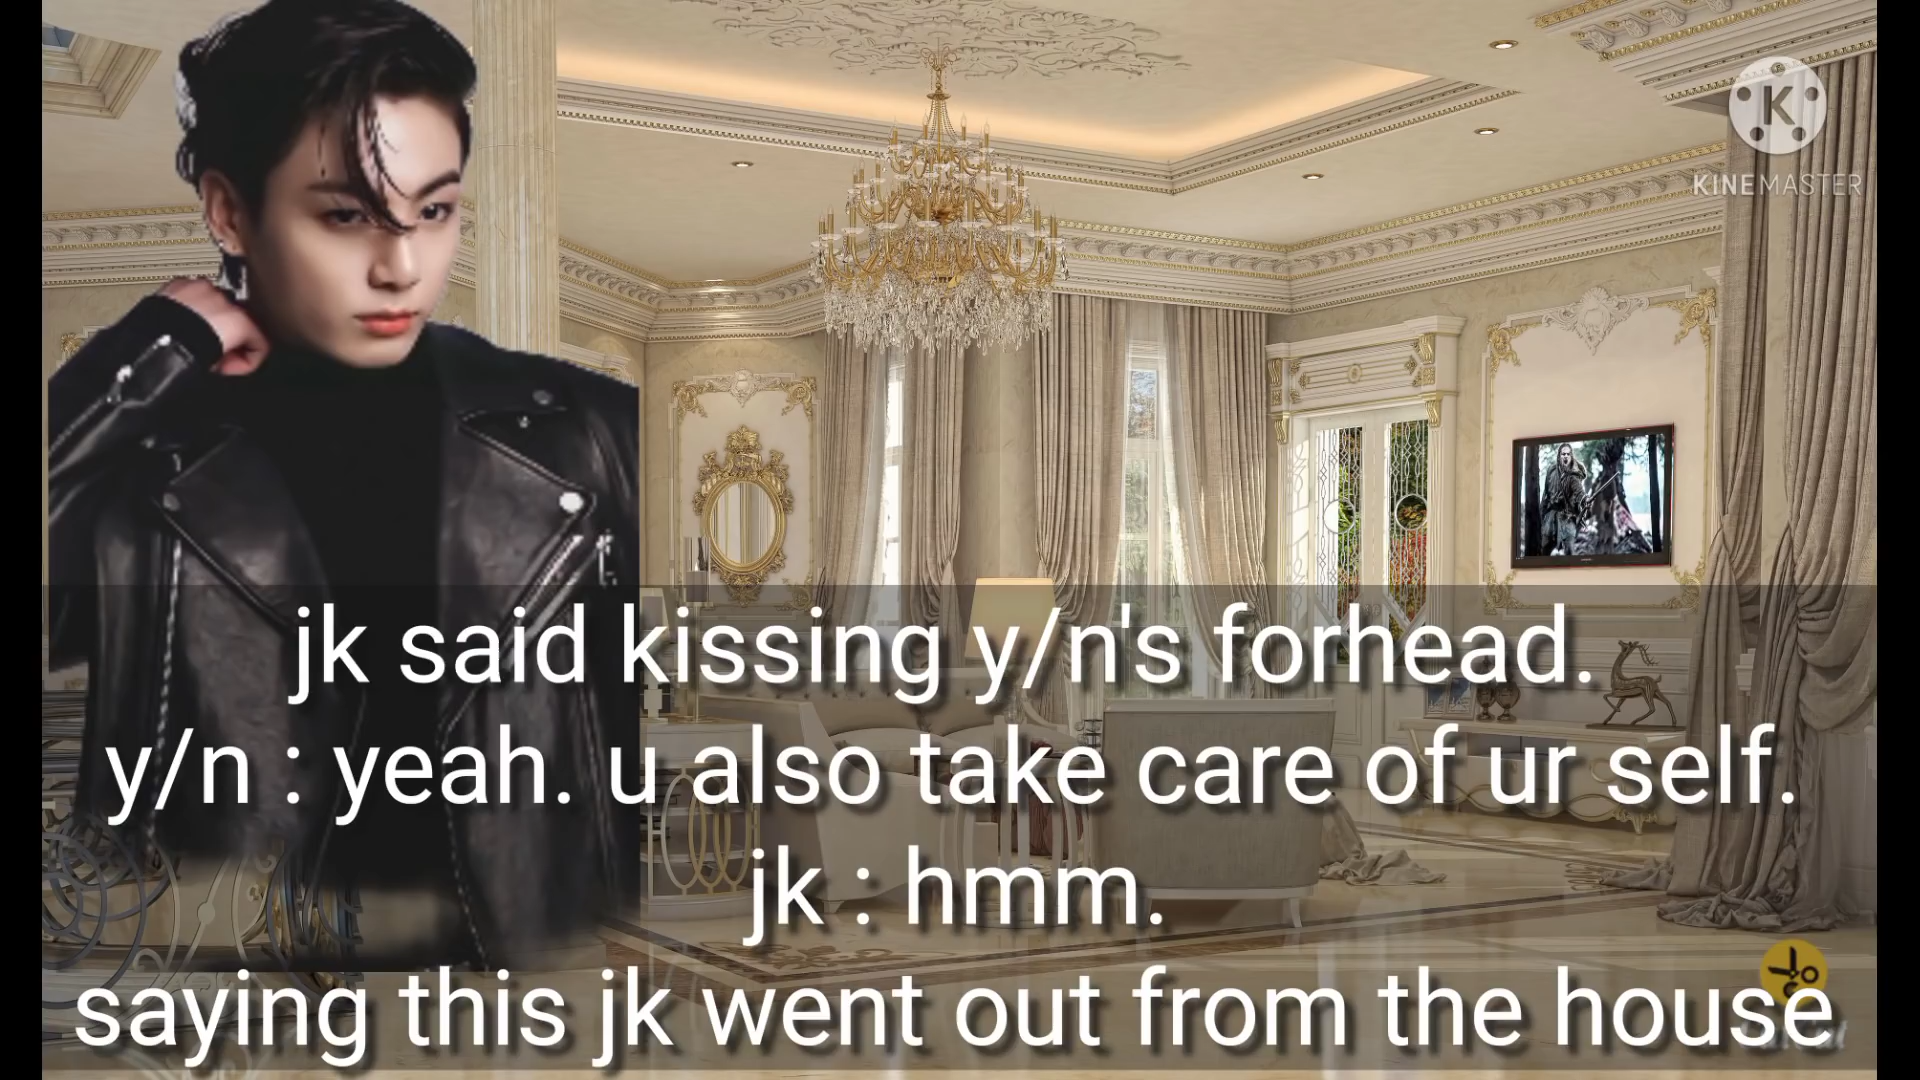 KINEMASTER
jk said kissing y/n's forhead.
y/n : yeah. u also take care of ur self.
jk : hmm.
saying this jk went out from the house